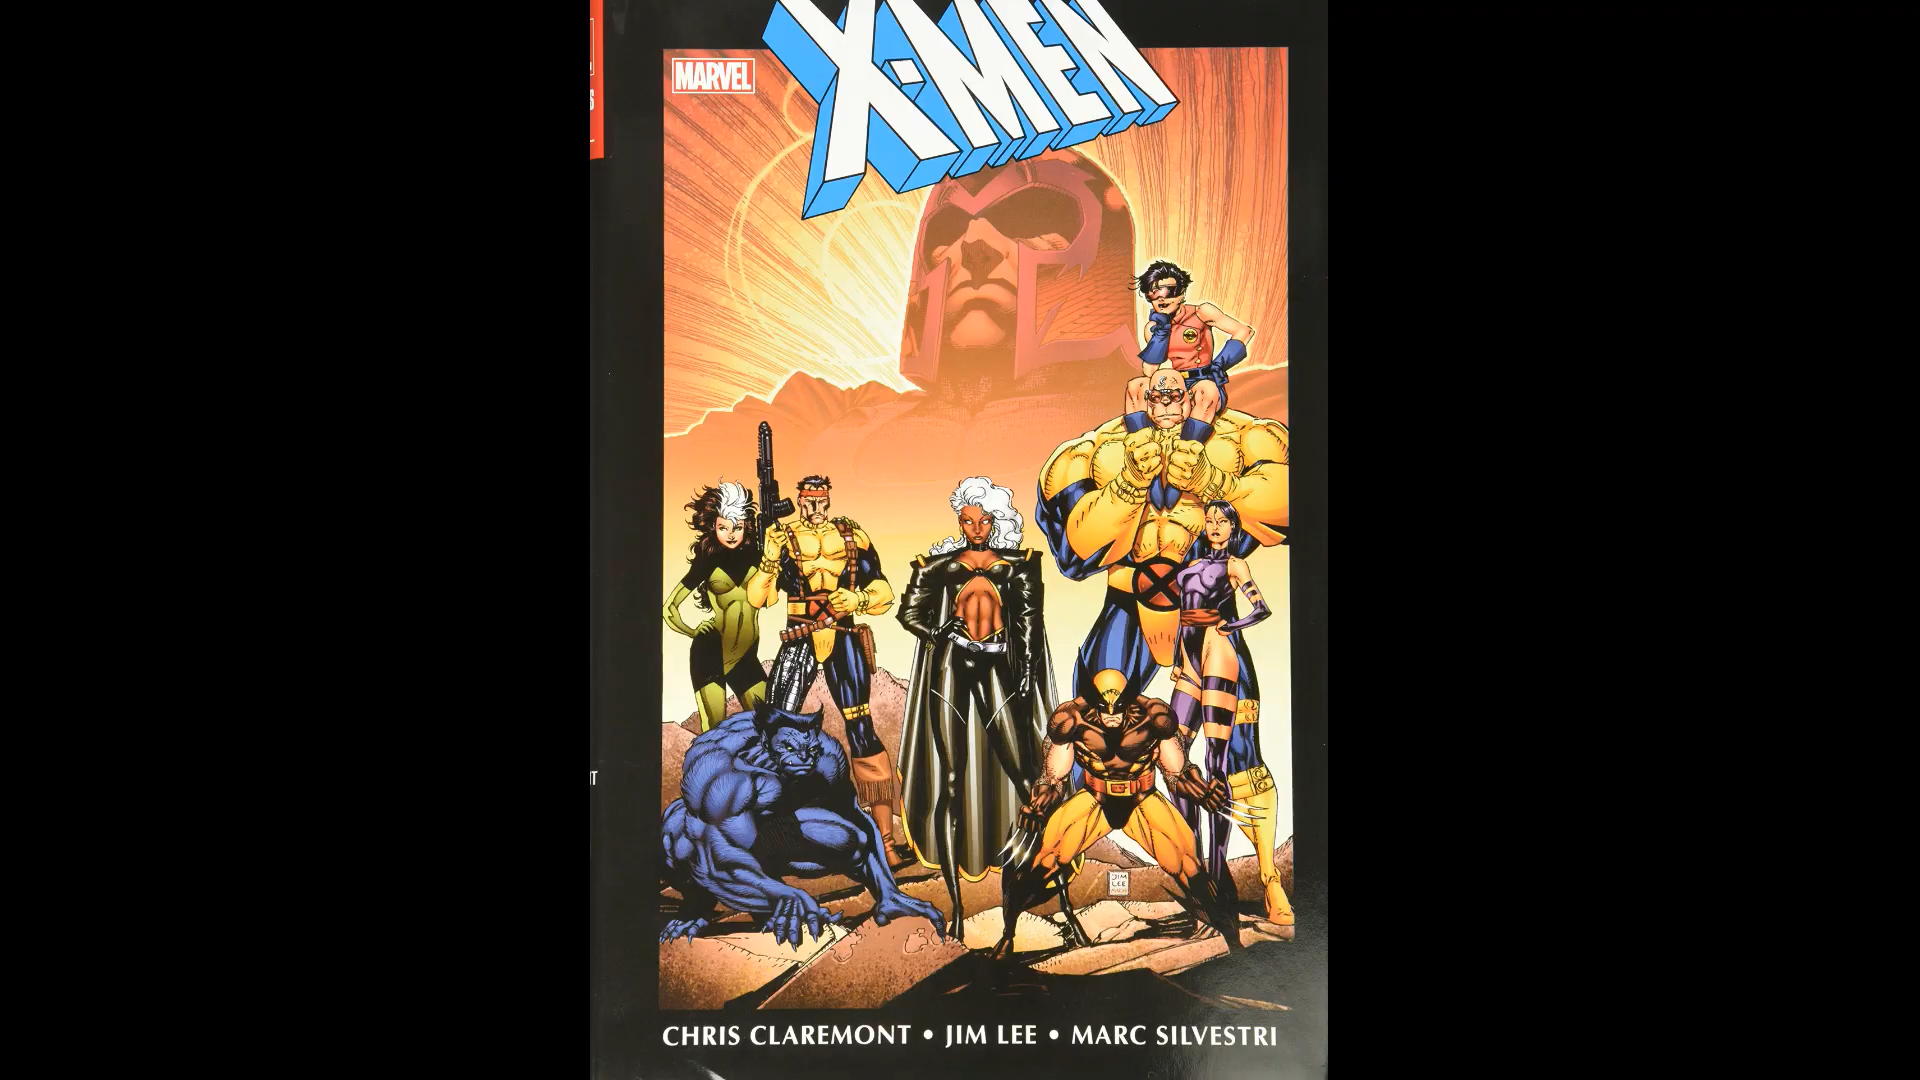 X-MEN
MARVEL
JIM
LEE
CHRIS CLAREMONT • JIM LEE • MARC SILVESTRI